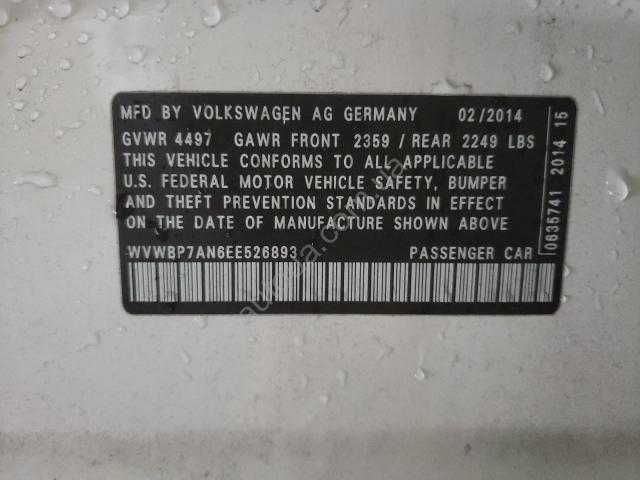 MFD BY VOLKSWAGEN AG GERMANY 02/2014
GVWR 4497 GAWR FRONT 2359 / REAR 2249 LBS
THIS VEHICLE CONFORMS TO ALL APPLICABLE
U.S. FEDERAL MOTOR VEHICLE SAFETY, BUMPER
AND THEFT PREVENTION STANDARDS IN EFFECT
ON THE DATE OF MANUFACTURE SHOWN ABOVE
WVWBP7AN6EE526893 PASSENGER CAR
0635741 2014 15